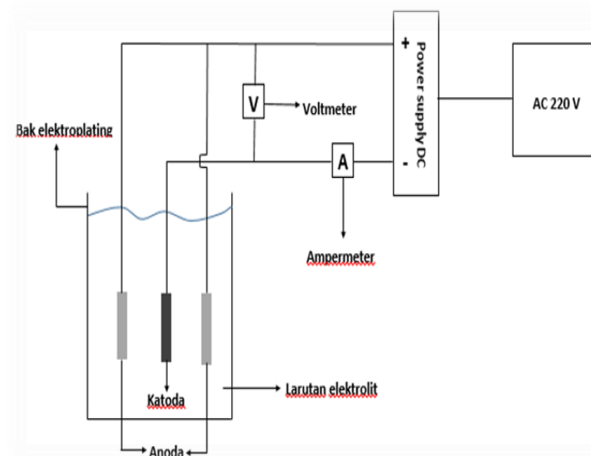 +
Power supply DC
-
AC 220 V
V
Voltmeter
Bak elektroplating
A
Ampermeter
Larutan elektrolit
Katoda
Anoda